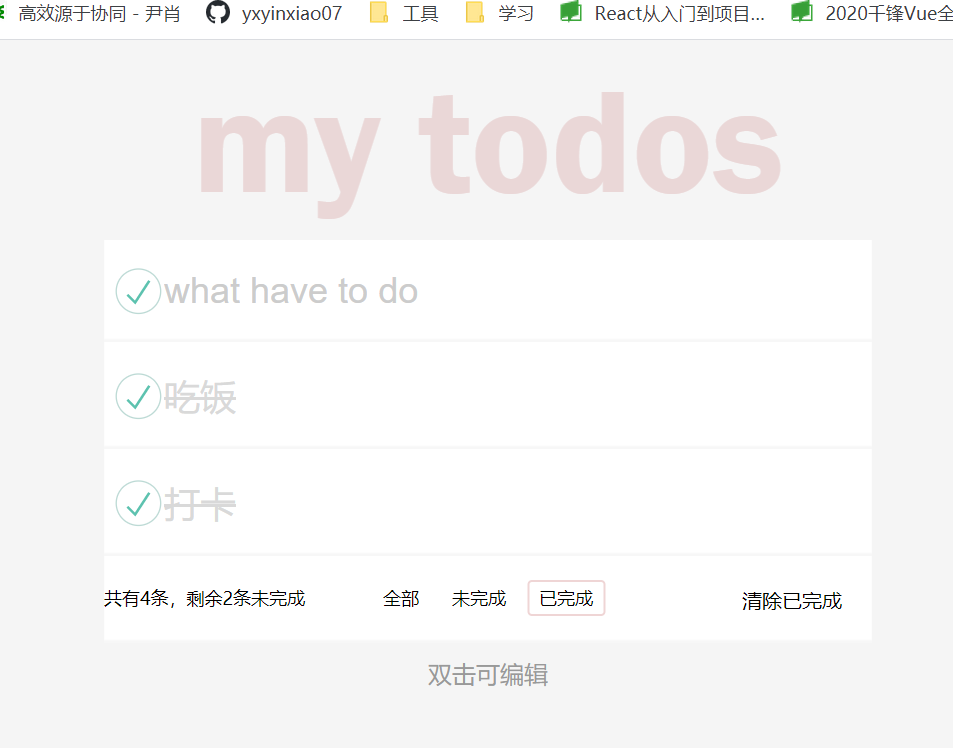 高效源于协同 - 尹肖 yxyinxiao07 工具 学习 React从入门到项目... 2020千锋Vue全
my todos
what have to do
吃饭
打卡
共有4条，剩余2条未完成 全部 未完成 已完成 清除已完成
双击可编辑